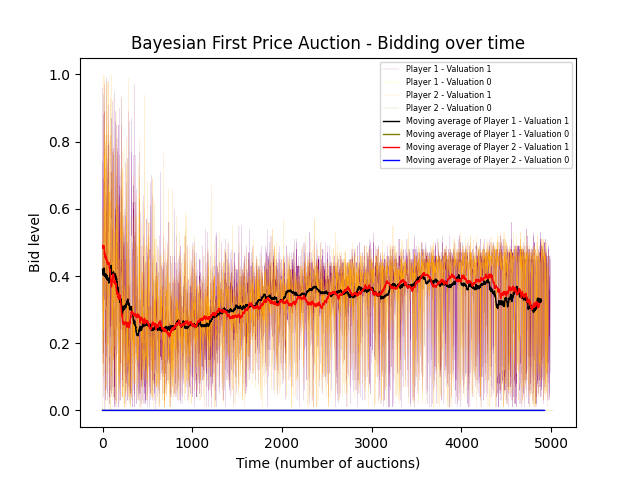 Bayesian First Price Auction - Bidding over time
Player 1 - Valuation 1
Player 1 - Valuation 0
Player 2 - Valuation 1
Player 2 - Valuation 0
Moving average of Player 1 - Valuation 1
Moving average of Player 1 - Valuation 0
Moving average of Player 2 - Valuation 1
Moving average of Player 2 - Valuation 0
1.0
0.8
0.6
0.4
0.2
0.0
Bid level
0 1000 2000 3000 4000 5000
Time (number of auctions)